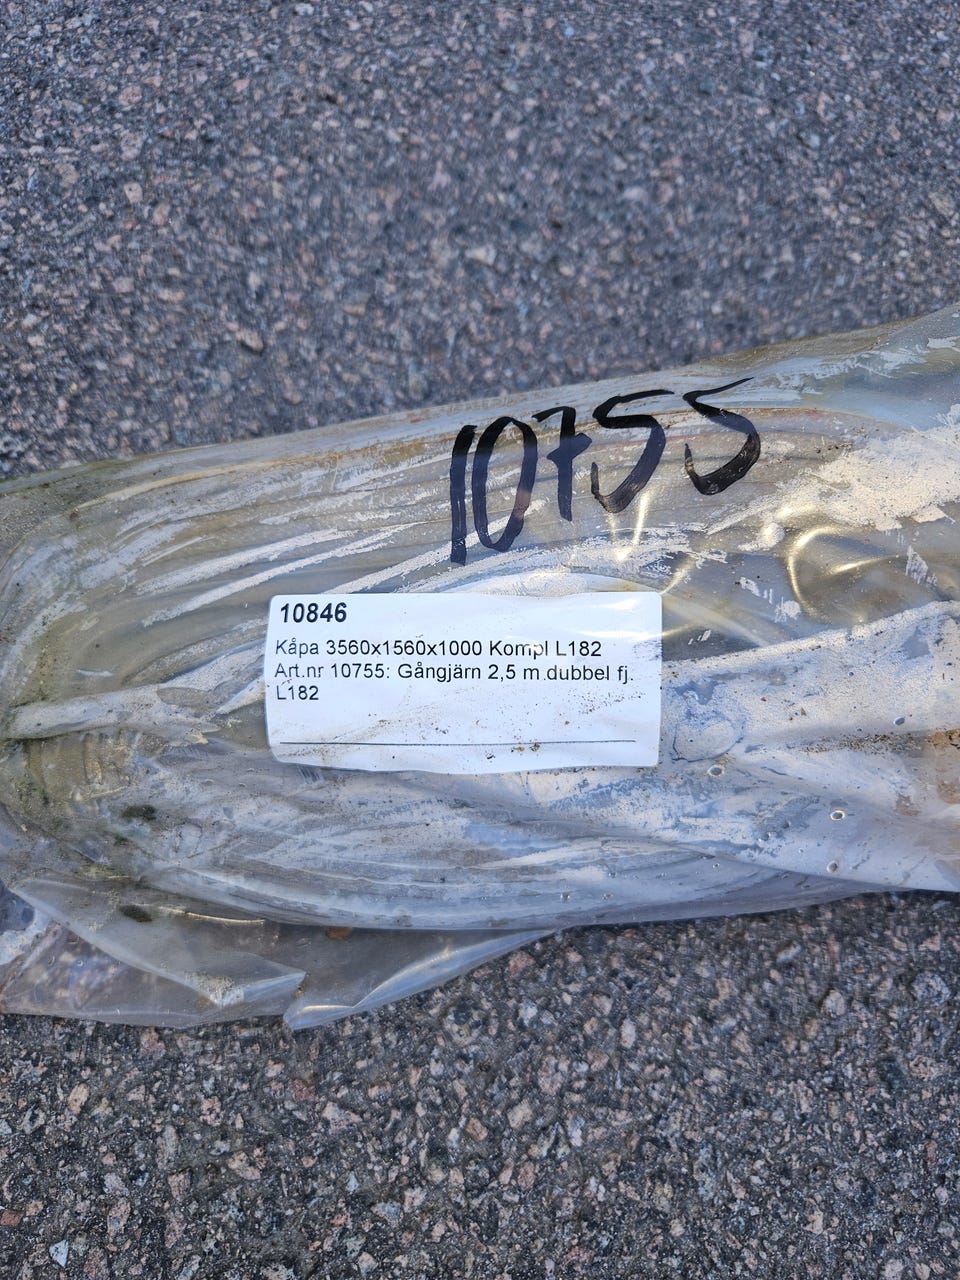 10755
10846
Kåpa 3560x1560x1000 Kompl L182
Art.nr 10755: Gångjärn 2,5 m dubbel fj.
L182